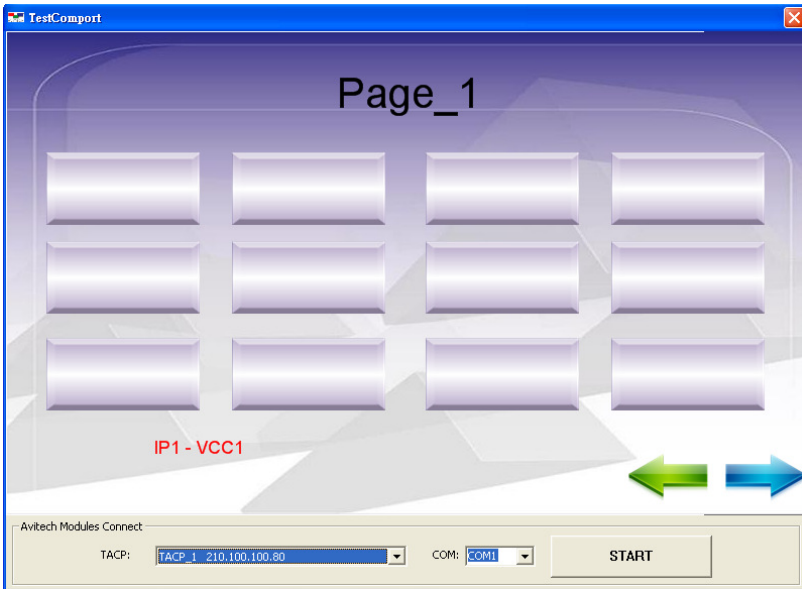 TestComport
Page_1
IP1 - VCC1
Avitech Modules Connect
TACP: TACP_1 210.100.100.80 COM: COM1 START